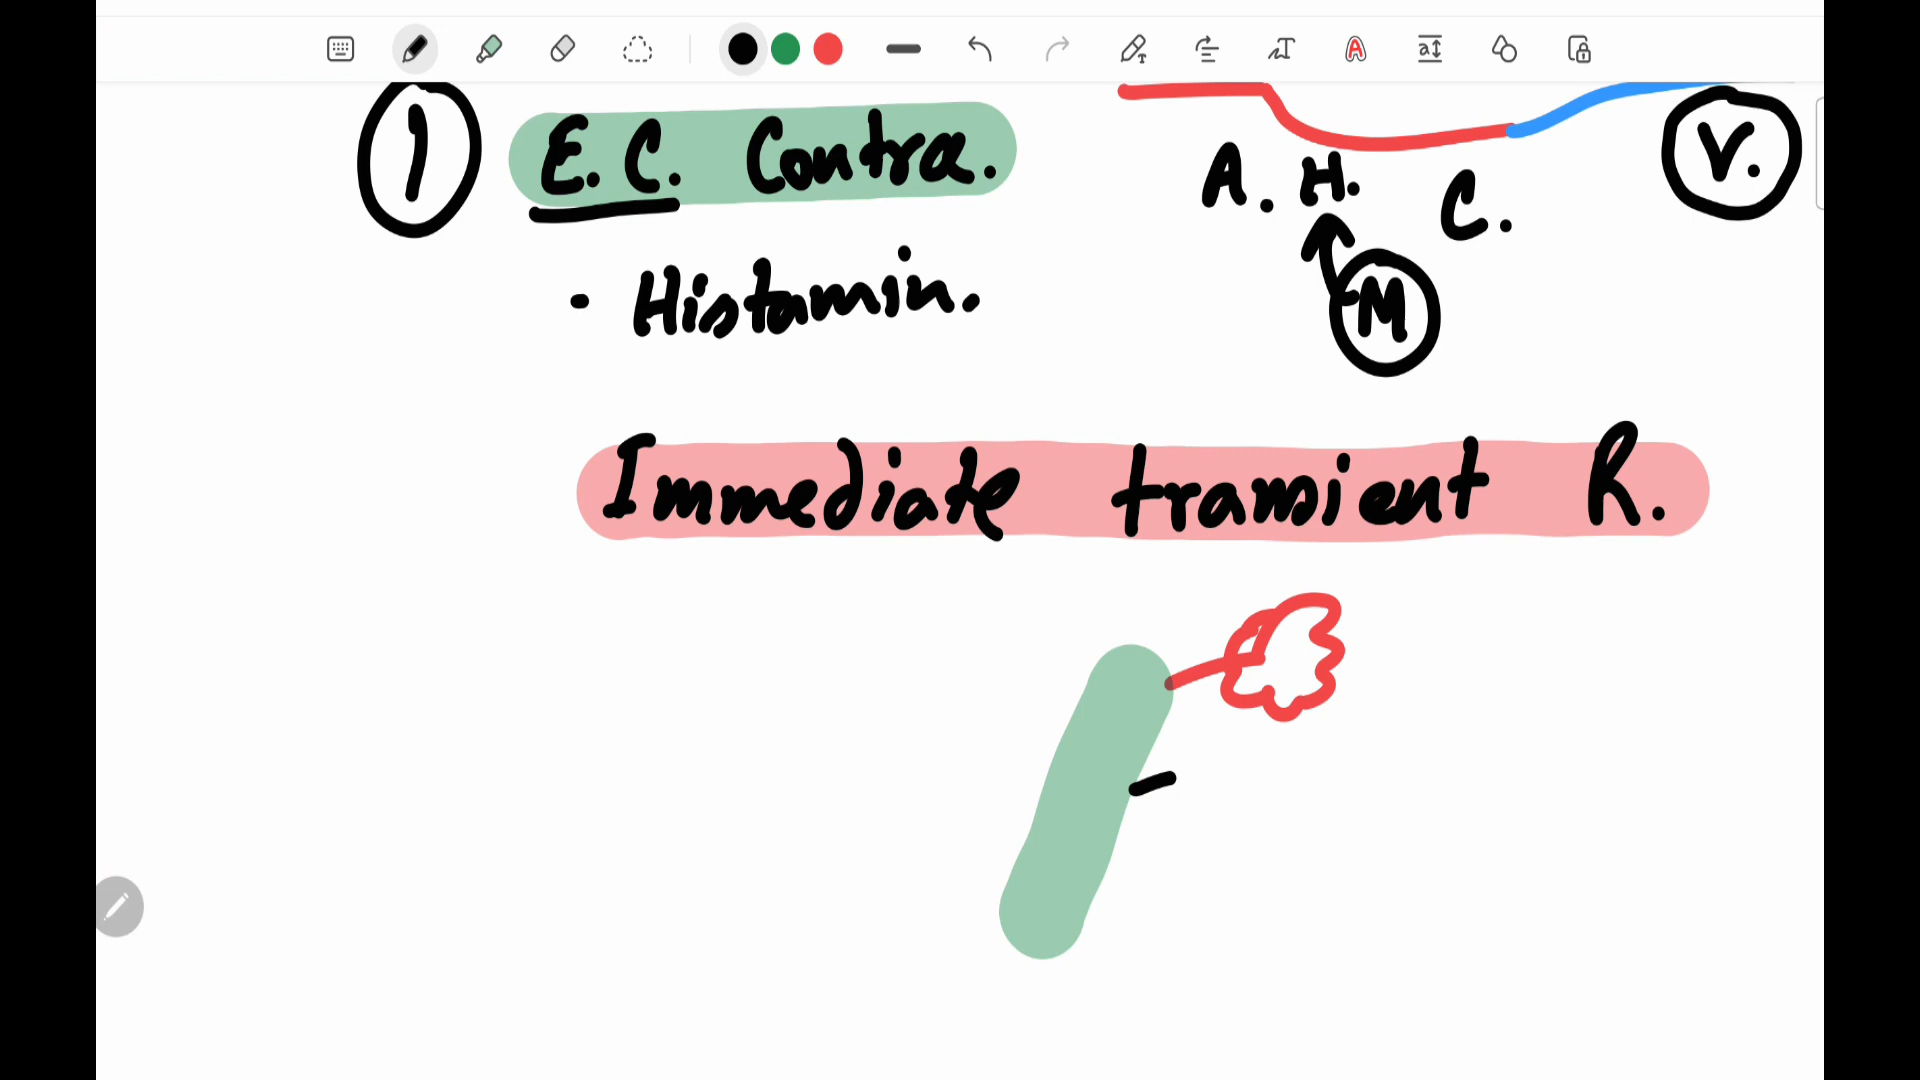 1 E.C. Contra.
A. H. C. V.
• Histamin.
M
Immediate transient R.